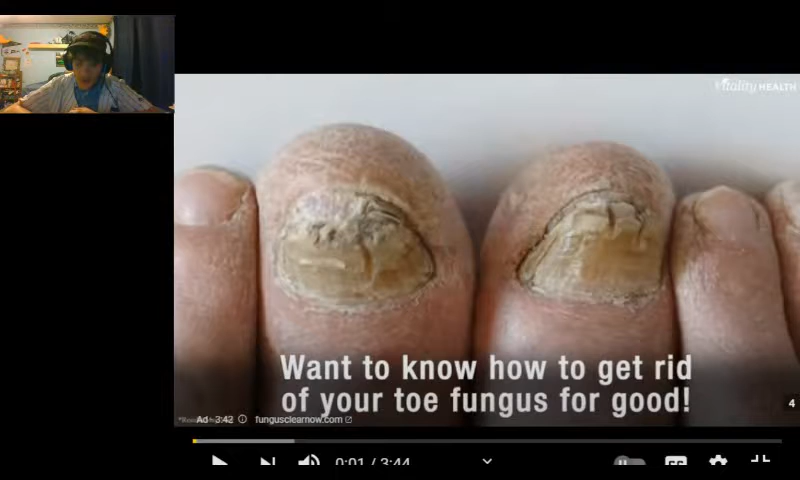 Vitality HEALTH
Want to know how to get rid
of your toe fungus for good!
Ad · 3:42 fungusclearnow.com
4
0:01 / 3:44
CC